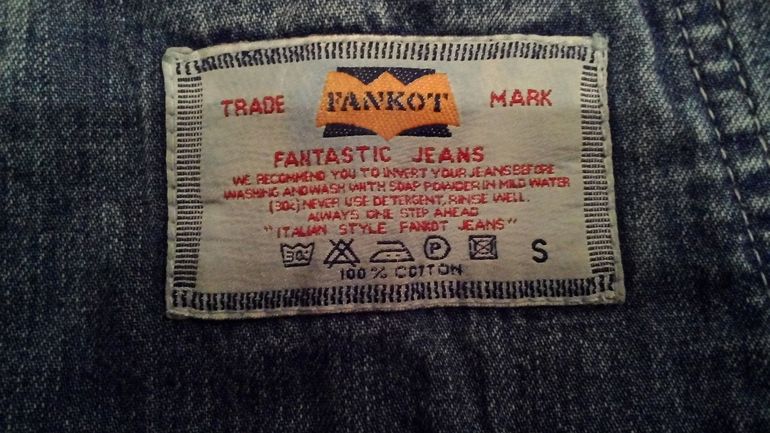 TRADE FANKOT MARK
FANTASTIC JEANS
WE RECOMMEND YOU TO INVERT YOUR JEANS BEFORE
WASHING AND WASH WITH SOAP POWDER IN MILD WATER
(30c) NEVER USE DETERGENT, RINSE WELL.
ALWAYS ONE STEP AHEAD
"ITALIAN STYLE FANKOT JEANS"
30° P S
100% COTTON